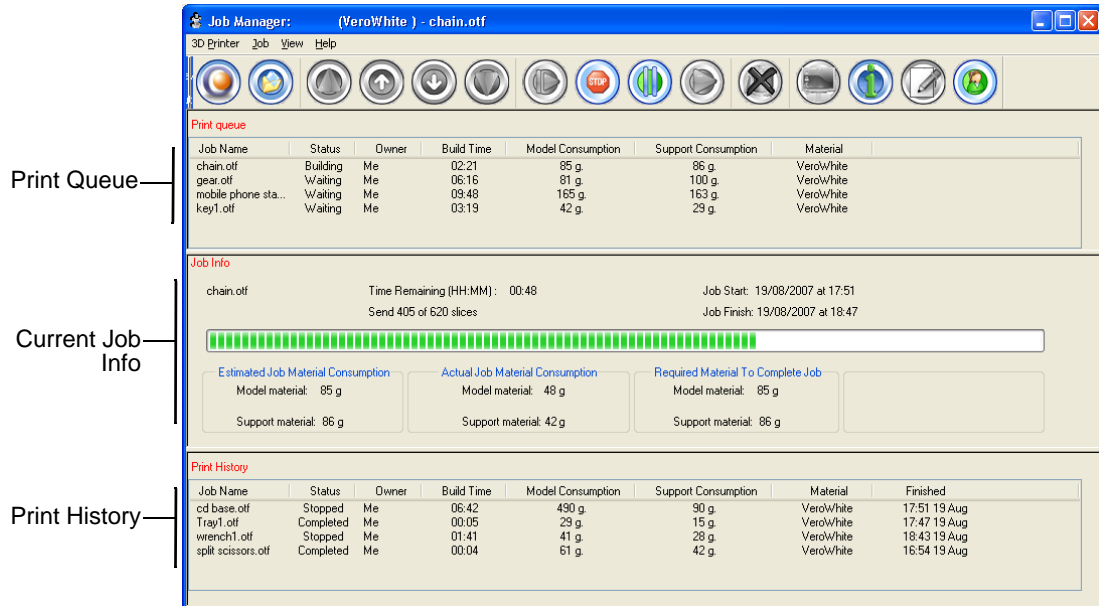 Job Manager: (VeroWhite ) - chain.otf
3D Printer Job View Help
STOP
Print queue
Job Name Status Owner Build Time Model Consumption Support Consumption Material
chain.otf Building Me 02:21 85 g. 86 g. VeroWhite
gear.otf Waiting Me 06:16 81 g. 100 g. VeroWhite
mobile phone sta... Waiting Me 09:48 165 g. 163 g. VeroWhite
key1.otf Waiting Me 03:19 42 g. 29 g. VeroWhite
Print Queue
Job Info
chain.otf Time Remaining (HH:MM) : 00:48 Job Start: 19/08/2007 at 17:51
Send 405 of 620 slices Job Finish: 19/08/2007 at 18:47
Current Job
Info
Estimated Job Material Consumption Actual Job Material Consumption Required Material To Complete Job
Model material: 85 g Model material: 48 g Model material: 85 g
Support material: 86 g Support material: 42 g Support material: 86 g
Print History
Job Name Status Owner Build Time Model Consumption Support Consumption Material Finished
cd base.otf Stopped Me 06:42 490 g. 90 g. VeroWhite 17:51 19 Aug
Tray1.otf Completed Me 00:05 29 g. 15 g. VeroWhite 17:47 19 Aug
wrench1.otf Stopped Me 01:41 41 g. 28 g. VeroWhite 18:43 19 Aug
split scissors.otf Completed Me 00:04 61 g. 42 g. VeroWhite 16:54 19 Aug
Print History